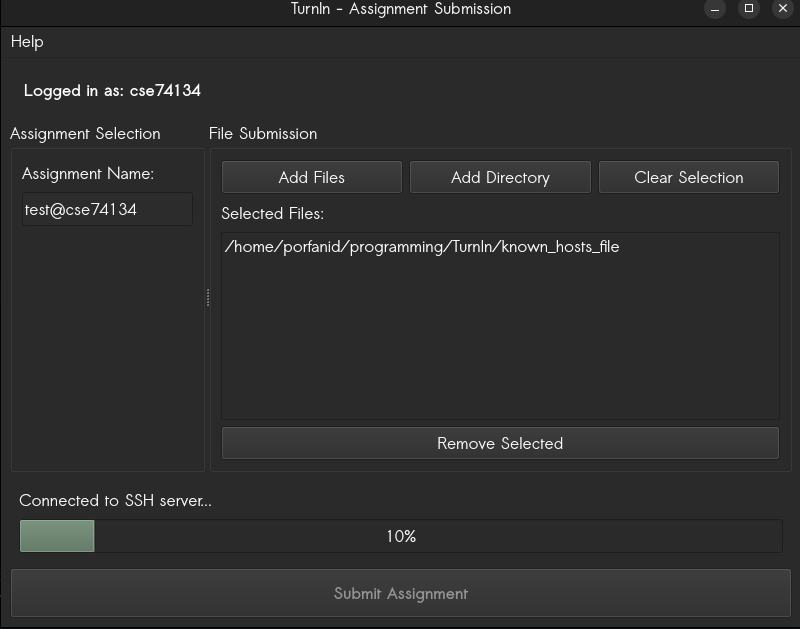 TurnIn - Assignment Submission
Help
Logged in as: cse74134
Assignment Selection
File Submission
Assignment Name:
test@cse74134
Add Files
Add Directory
Clear Selection
Selected Files:
/home/porfanid/programming/TurnIn/known_hosts_file
Remove Selected
Connected to SSH server...
10%
Submit Assignment